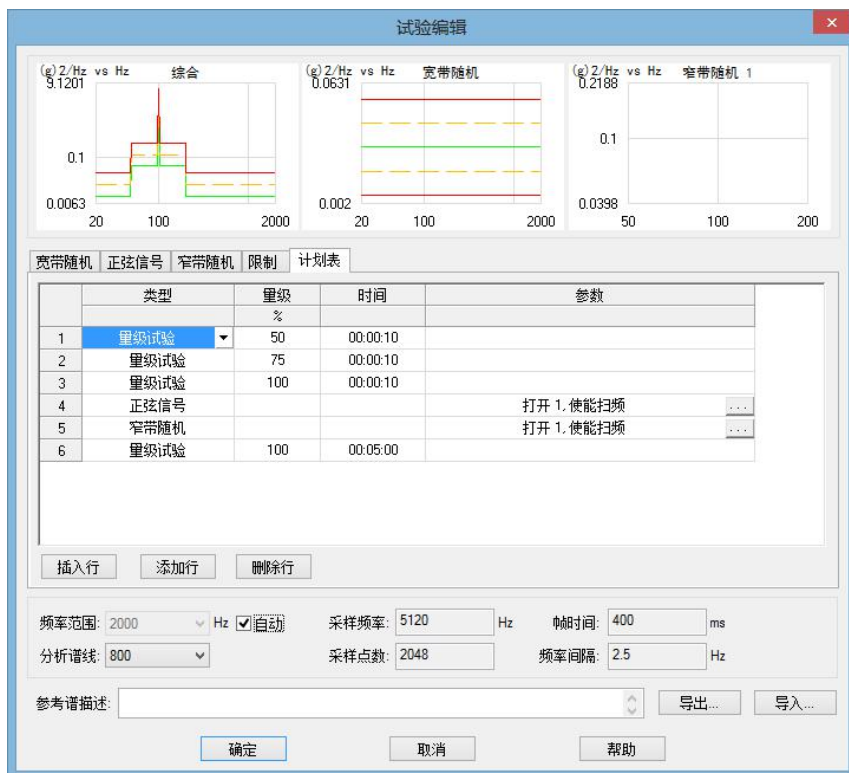 试验编辑
(g)2/Hz vs Hz 综合
9.1201
0.1
0.0063
20 100 2000
(g)2/Hz vs Hz 宽带随机
0.0631
0.002
20 100 2000
(g)2/Hz vs Hz 窄带随机 1
0.2188
0.1
0.0398
50 100 200
宽带随机 正弦信号 窄带随机 限制 计划表
类型 量级 时间 参数
%
1 量级试验 50 00:00:10
2 量级试验 75 00:00:10
3 量级试验 100 00:00:10
4 正弦信号 打开 1, 使能扫频 ...
5 窄带随机 打开 1, 使能扫频 ...
6 量级试验 100 00:05:00
插入行 添加行 删除行
频率范围: 2000 Hz 自动 采样频率: 5120 Hz 帧时间: 400 ms
分析谱线: 800 采样点数: 2048 频率间隔: 2.5 Hz
参考谱描述: 导出... 导入...
确定 取消 帮助